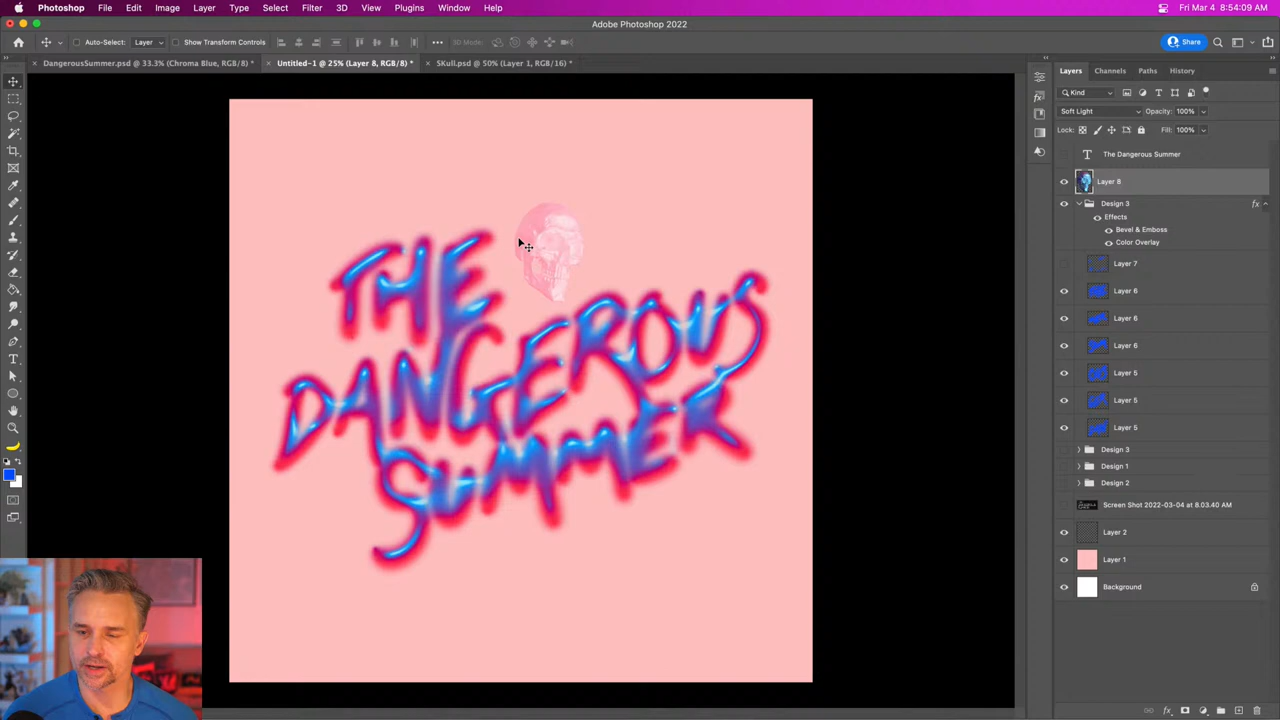 Photoshop File Edit Image Layer Type Select Filter 3D View Plugins Window Help Fri Mar 4 8:54:09 AM
Adobe Photoshop 2022
Auto-Select: Layer Show Transform Controls 3D Mode: Share
DangerousSummer.psd @ 33.3% (Chroma Blue, RGB/8) * Untitled-1 @ 25% (Layer 8, RGB/8) * SKull.psd @ 50% (Layer 1, RGB/16) *
Layers Channels Paths History
Kind
Soft Light Opacity: 100%
Lock: Fill: 100%
The Dangerous Summer
Layer 8
Design 3 fx
Effects
Bevel & Emboss
Color Overlay
Layer 7
Layer 6
Layer 6
Layer 6
Layer 5
Layer 5
Layer 5
Design 3
Design 1
Design 2
Screen Shot 2022-03-04 at 8.03.40 AM
Layer 2
Layer 1
Background
THE
DANGEROUS
SUMMER